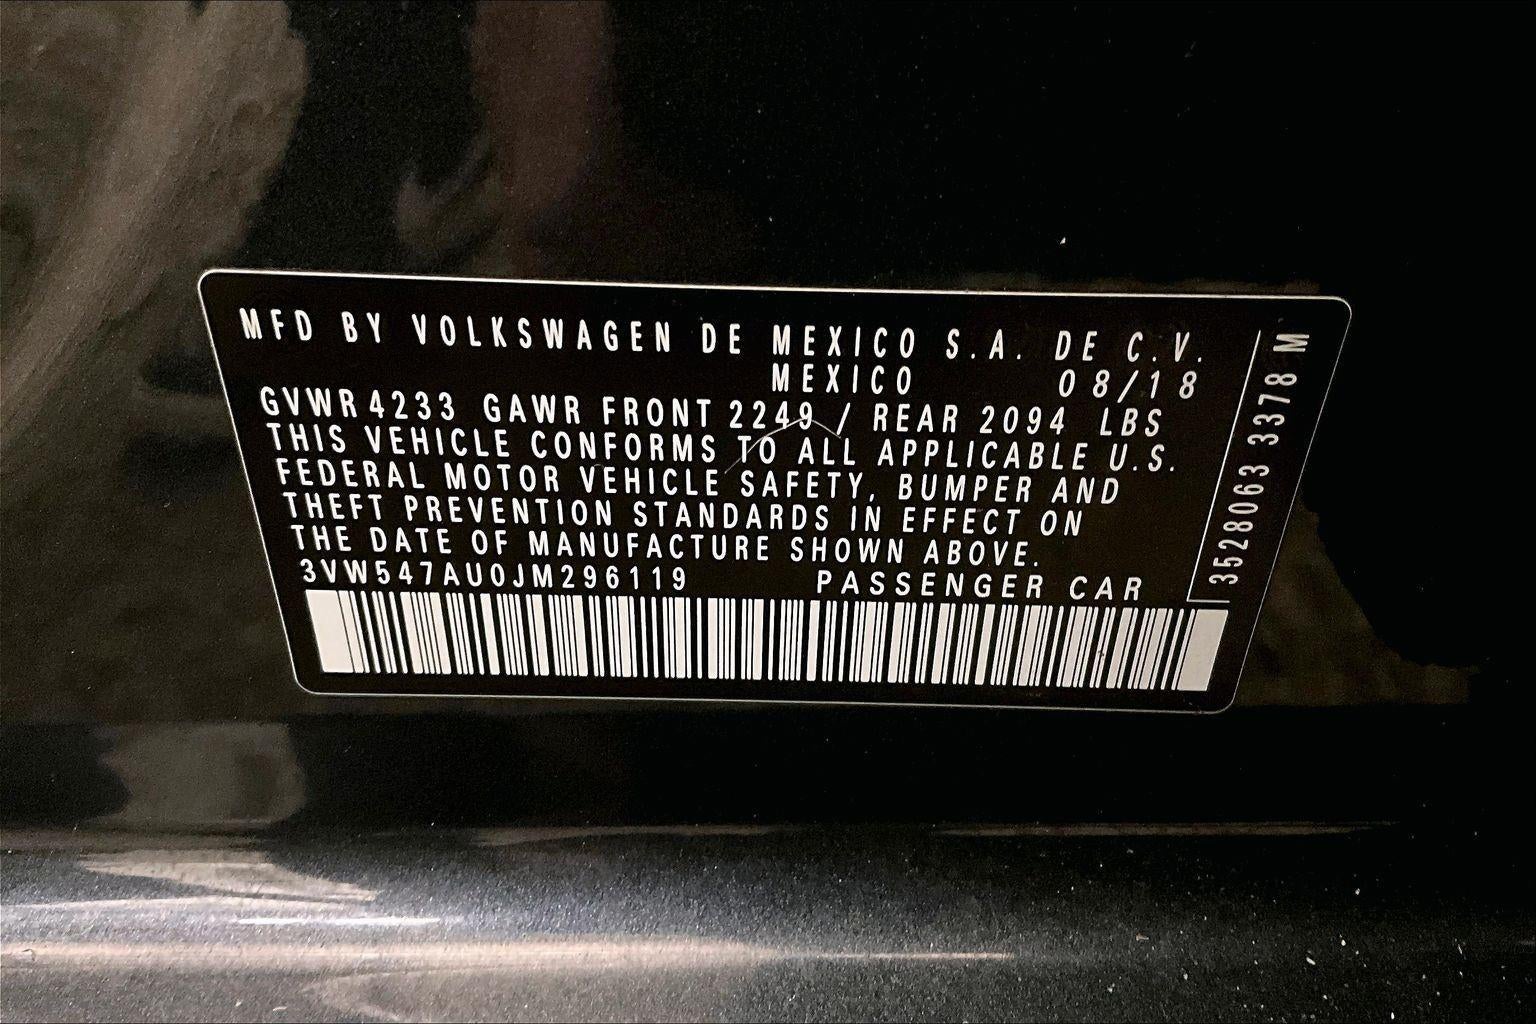 MFD BY VOLKSWAGEN DE MEXICO S.A. DE C.V.
MEXICO 08/18
GVWR 4233 GAWR FRONT 2249 / REAR 2094 LBS
THIS VEHICLE CONFORMS TO ALL APPLICABLE U.S.
FEDERAL MOTOR VEHICLE SAFETY, BUMPER AND
THEFT PREVENTION STANDARDS IN EFFECT ON
THE DATE OF MANUFACTURE SHOWN ABOVE.
3VW547AU0JM296119 PASSENGER CAR
3528063 3378 M